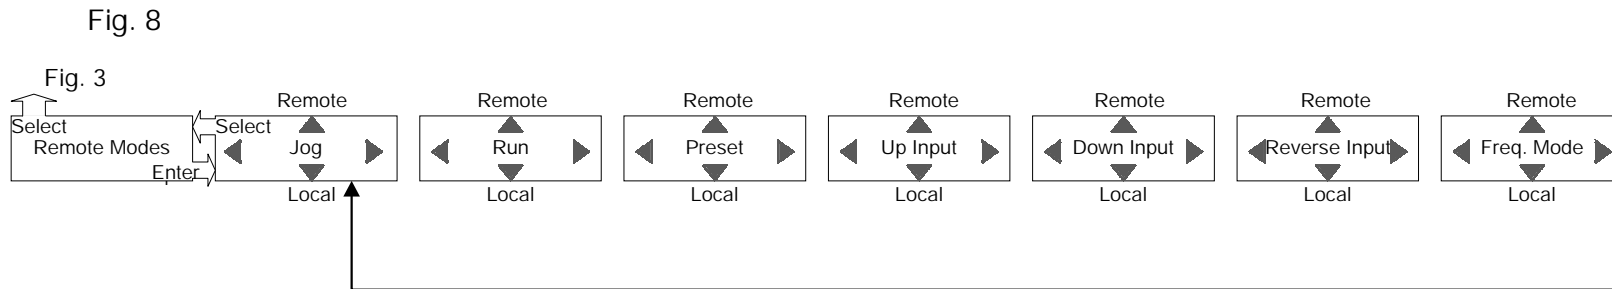 Fig. 8
Fig. 3
Remote Remote Remote Remote Remote Remote Remote
Select Select
Remote Modes Jog Run Preset Up Input Down Input Reverse Input Freq. Mode
Enter
Local Local Local Local Local Local Local